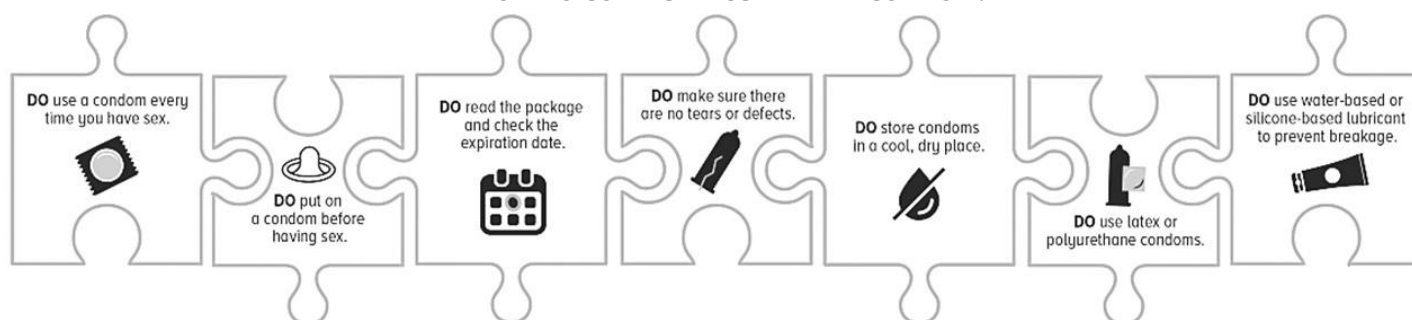 DO use a condom every
time you have sex.
DO put on
a condom before
having sex.
DO read the package
and check the
expiration date.
DO make sure there
are no tears or defects.
DO store condoms
in a cool, dry place.
DO use latex or
polyurethane condoms.
DO use water-based or
silicone-based lubricant
to prevent breakage.